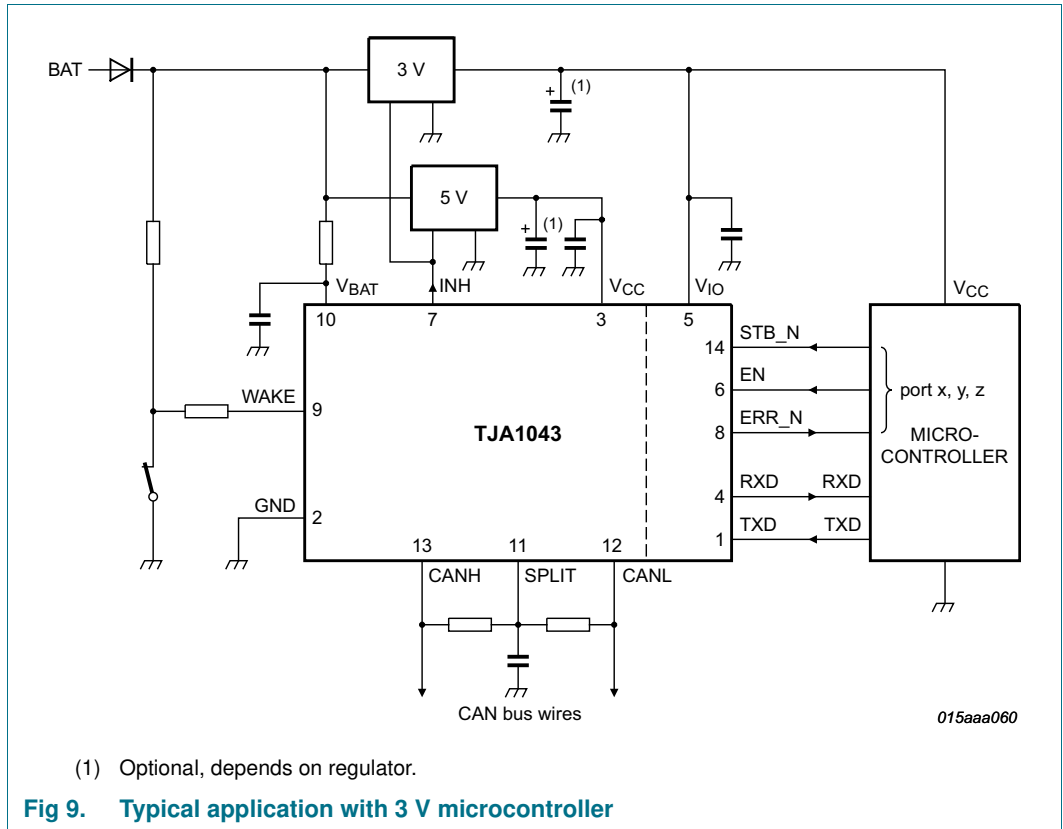 BAT
3 V
+ (1)
5 V
+ (1)
VBAT
INH
VCC
VIO
VCC
10
7
3
5
14
STB_N
6
EN
port x, y, z
WAKE
9
8
ERR_N
TJA1043
MICRO-
CONTROLLER
4
RXD
RXD
GND
2
1
TXD
TXD
13
11
12
CANH
SPLIT
CANL
CAN bus wires
015aaa060
(1) Optional, depends on regulator.
Fig 9. Typical application with 3 V microcontroller